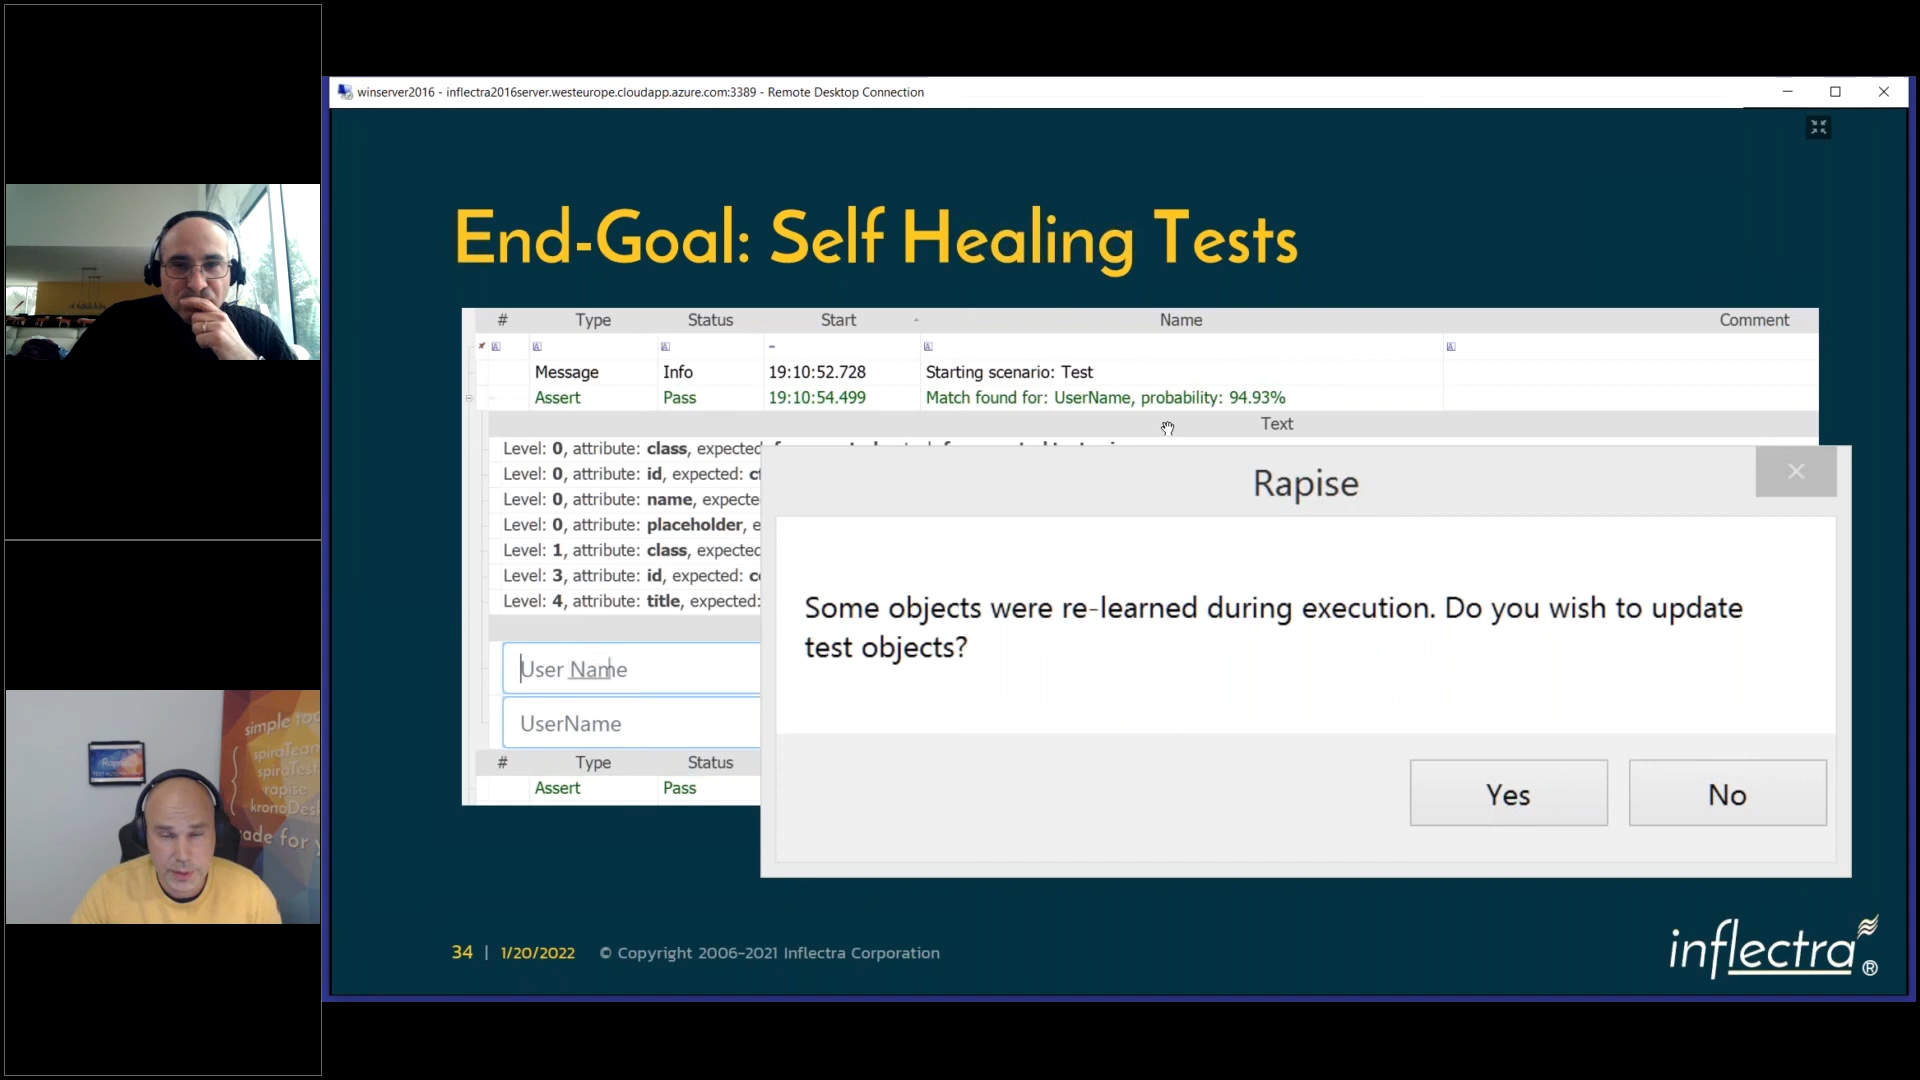 winserver2016 - inflectra2016server.westeurope.cloudapp.azure.com:3389 - Remote Desktop Connection
End-Goal: Self Healing Tests
# Type Status Start Name Comment
Message Info 19:10:52.728 Starting scenario: Test
Assert Pass 19:10:54.499 Match found for: UserName, probability: 94.93%
Text
Level: 0, attribute: class, expected
Level: 0, attribute: id, expected:
Level: 0, attribute: name, expecte
Level: 0, attribute: placeholder, e
Level: 1, attribute: class, expected
Level: 3, attribute: id, expected:
Level: 4, attribute: title, expected:
User Name
UserName
# Type Status
Assert Pass
Rapise
Some objects were re-learned during execution. Do you wish to update
test objects?
Yes No
34 | 1/20/2022 © Copyright 2006-2021 Inflectra Corporation
inflectra®
simple too
{ spiraTeam
spiraTest
rapise
kronoDes
ade for y